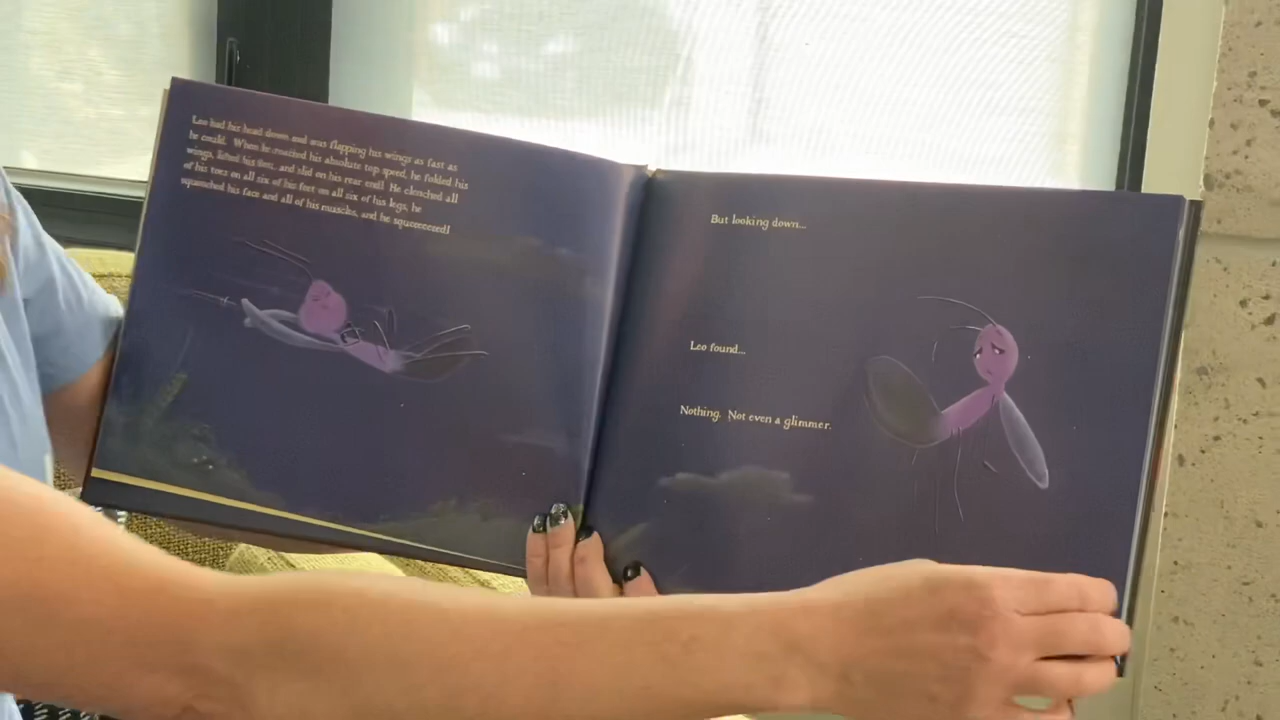 Leo had his head down and was flapping his wings as fast as
he could. When he reached his absolute top speed, he folded his
wings, lifted his feet, and slid on his rear end! He clenched all
of his toes on all six of his feet on all six of his legs, he
squenched his face and all of his muscles, and he squeeeeeed!
But looking down...
Leo found...
Nothing. Not even a glimmer.